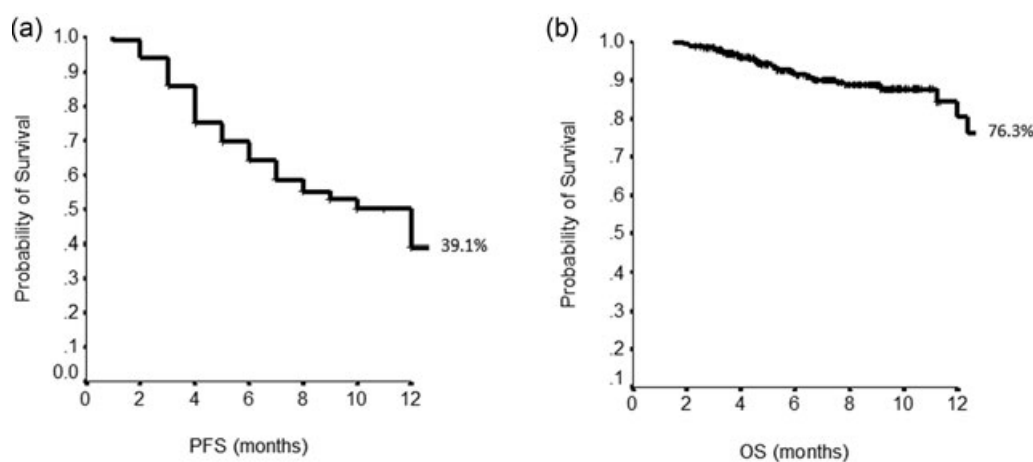 (a)
Probability of Survival
1.0
.9
.8
.7
.6
.5
.4
.3
.2
.1
0.0
39.1%
0 2 4 6 8 10 12
PFS (months)
(b)
Probability of Survival
1.0
.9
.8
.7
.6
.5
.4
.3
.2
.1
76.3%
0 2 4 6 8 10 12
OS (months)